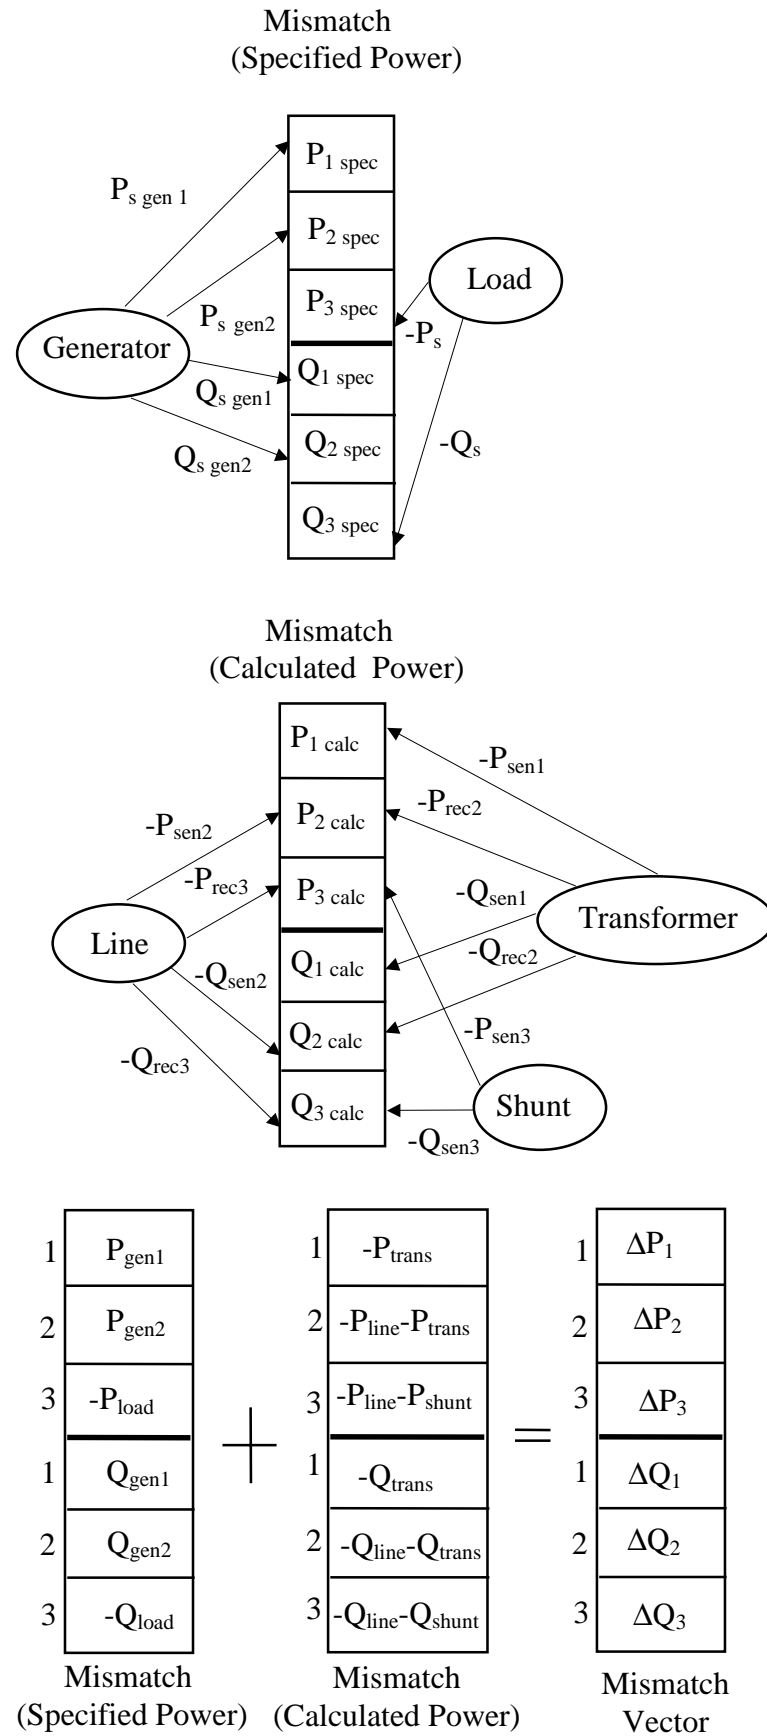 Mismatch
(Specified Power)
P1 spec
P2 spec
P3 spec
Q1 spec
Q2 spec
Q3 spec
Ps gen 1
Ps gen2
Generator
Qs gen1
Qs gen2
Load
-Ps
-Qs
Mismatch
(Calculated Power)
P1 calc
P2 calc
P3 calc
Q1 calc
Q2 calc
Q3 calc
-Psen2
-Prec3
Line
-Qsen2
-Qrec3
-Psen1
-Prec2
-Qsen1
Transformer
-Qrec2
-Psen3
Shunt
-Qsen3
1 Pgen1
2 Pgen2
3 -Pload
1 Qgen1
2 Qgen2
3 -Qload
Mismatch
(Specified Power)
+
1 -Ptrans
2 -Pline-Ptrans
3 -Pline-Pshunt
1 -Qtrans
2 -Qline-Qtrans
3 -Qline-Qshunt
Mismatch
(Calculated Power)
=
1 ΔP1
2 ΔP2
3 ΔP3
1 ΔQ1
2 ΔQ2
3 ΔQ3
Mismatch
Vector